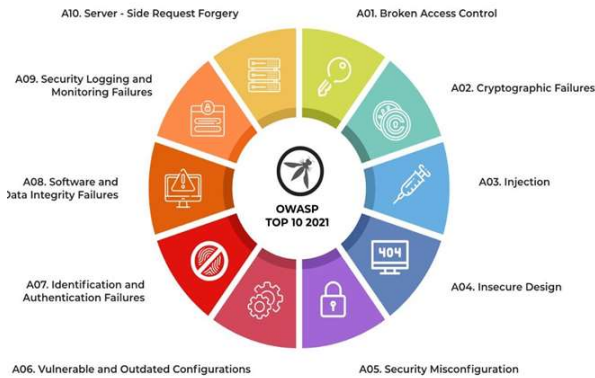 A10. Server - Side Request Forgery
A01. Broken Access Control
A09. Security Logging and
Monitoring Failures
A02. Cryptographic Failures
A08. Software and
Data Integrity Failures
A03. Injection
OWASP
TOP 10 2021
404
A07. Identification and
Authentication Failures
A04. Insecure Design
A06. Vulnerable and Outdated Configurations
A05. Security Misconfiguration